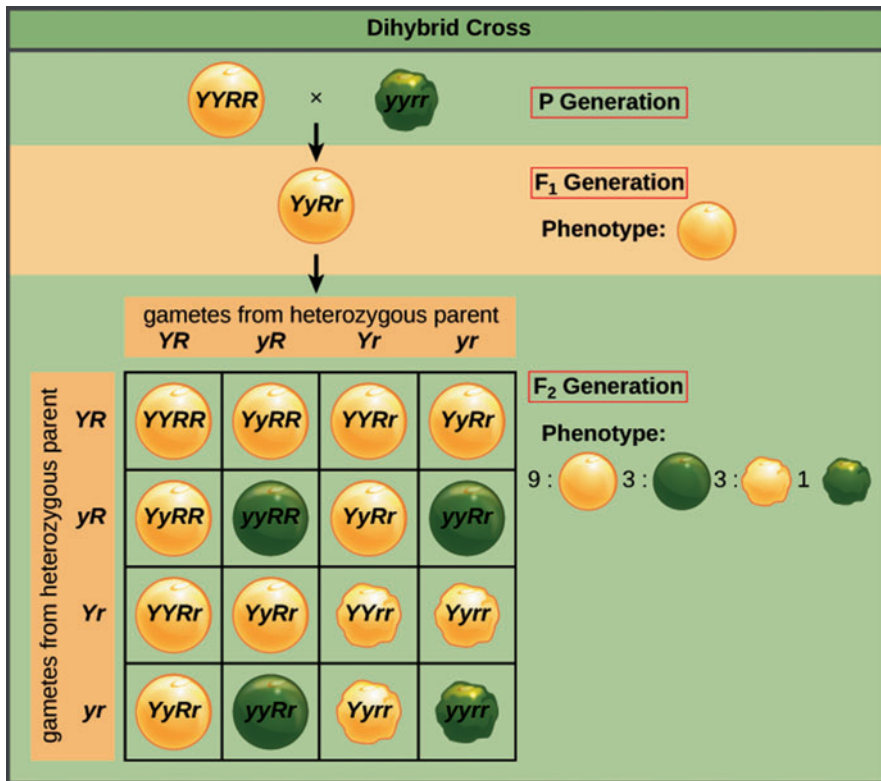 Dihybrid Cross
YYRR × yyrr P Generation
YyRr F₁ Generation
Phenotype:
gametes from heterozygous parent
YR yR Yr yr
gametes from heterozygous parent
YR YYRR YyRR YYRr YyRr
yR YyRR yyRR YyRr yyRr
Yr YYRr YyRr YYrr Yyrr
yr YyRr yyRr Yyrr yyrr
F₂ Generation
Phenotype:
9 : 3 : 3 : 1